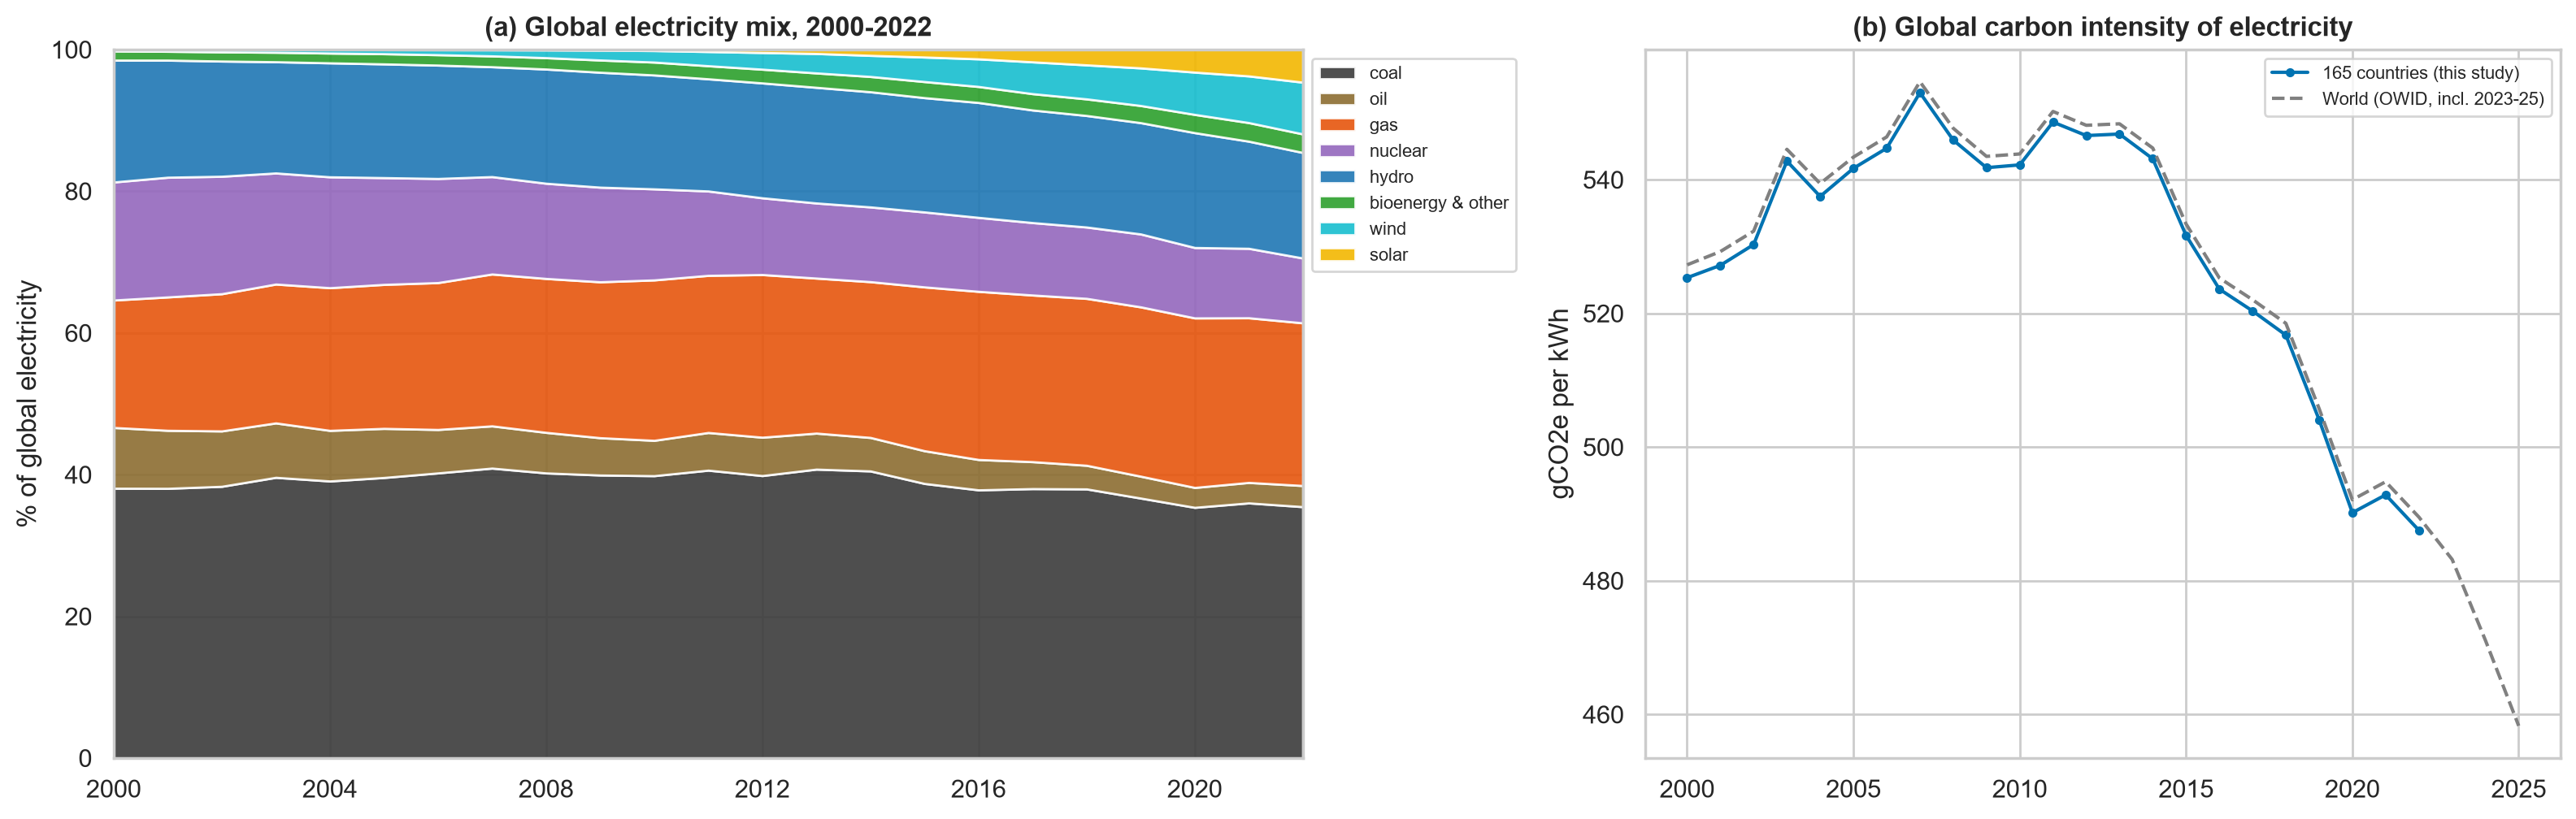 (a) Global electricity mix, 2000-2022
% of global electricity
100
80
60
40
20
0
2000
2004
2008
2012
2016
2020
coal
oil
gas
nuclear
hydro
bioenergy & other
wind
solar
(b) Global carbon intensity of electricity
gCO2e per kWh
540
520
500
480
460
2000
2005
2010
2015
2020
2025
165 countries (this study)
World (OWID, incl. 2023-25)